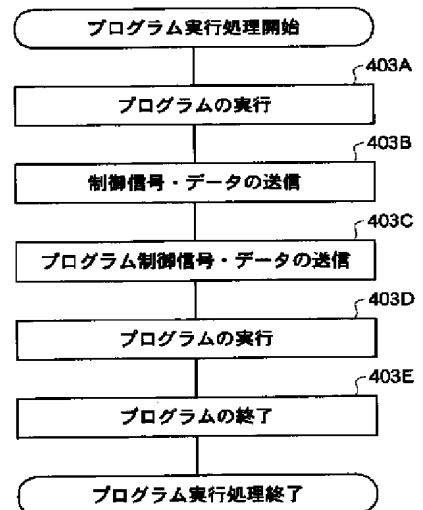 プログラム実行処理開始
403A
プログラムの実行
403B
制御信号・データの送信
403C
プログラム制御信号・データの送信
403D
プログラムの実行
403E
プログラムの終了
プログラム実行処理終了